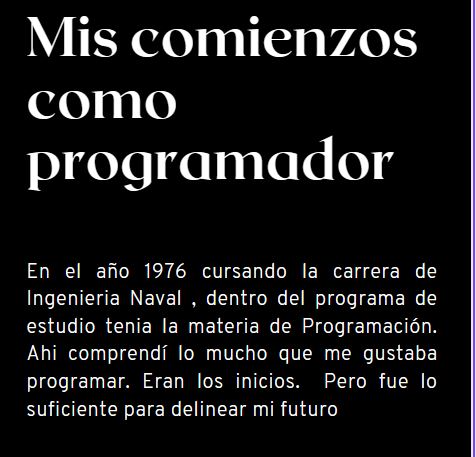 Mis comienzos
como
programador
En el año 1976 cursando la carrera de
Ingenieria Naval , dentro del programa de
estudio tenia la materia de Programación.
Ahi comprendí lo mucho que me gustaba
programar. Eran los inicios.  Pero fue lo
suficiente para delinear mi futuro